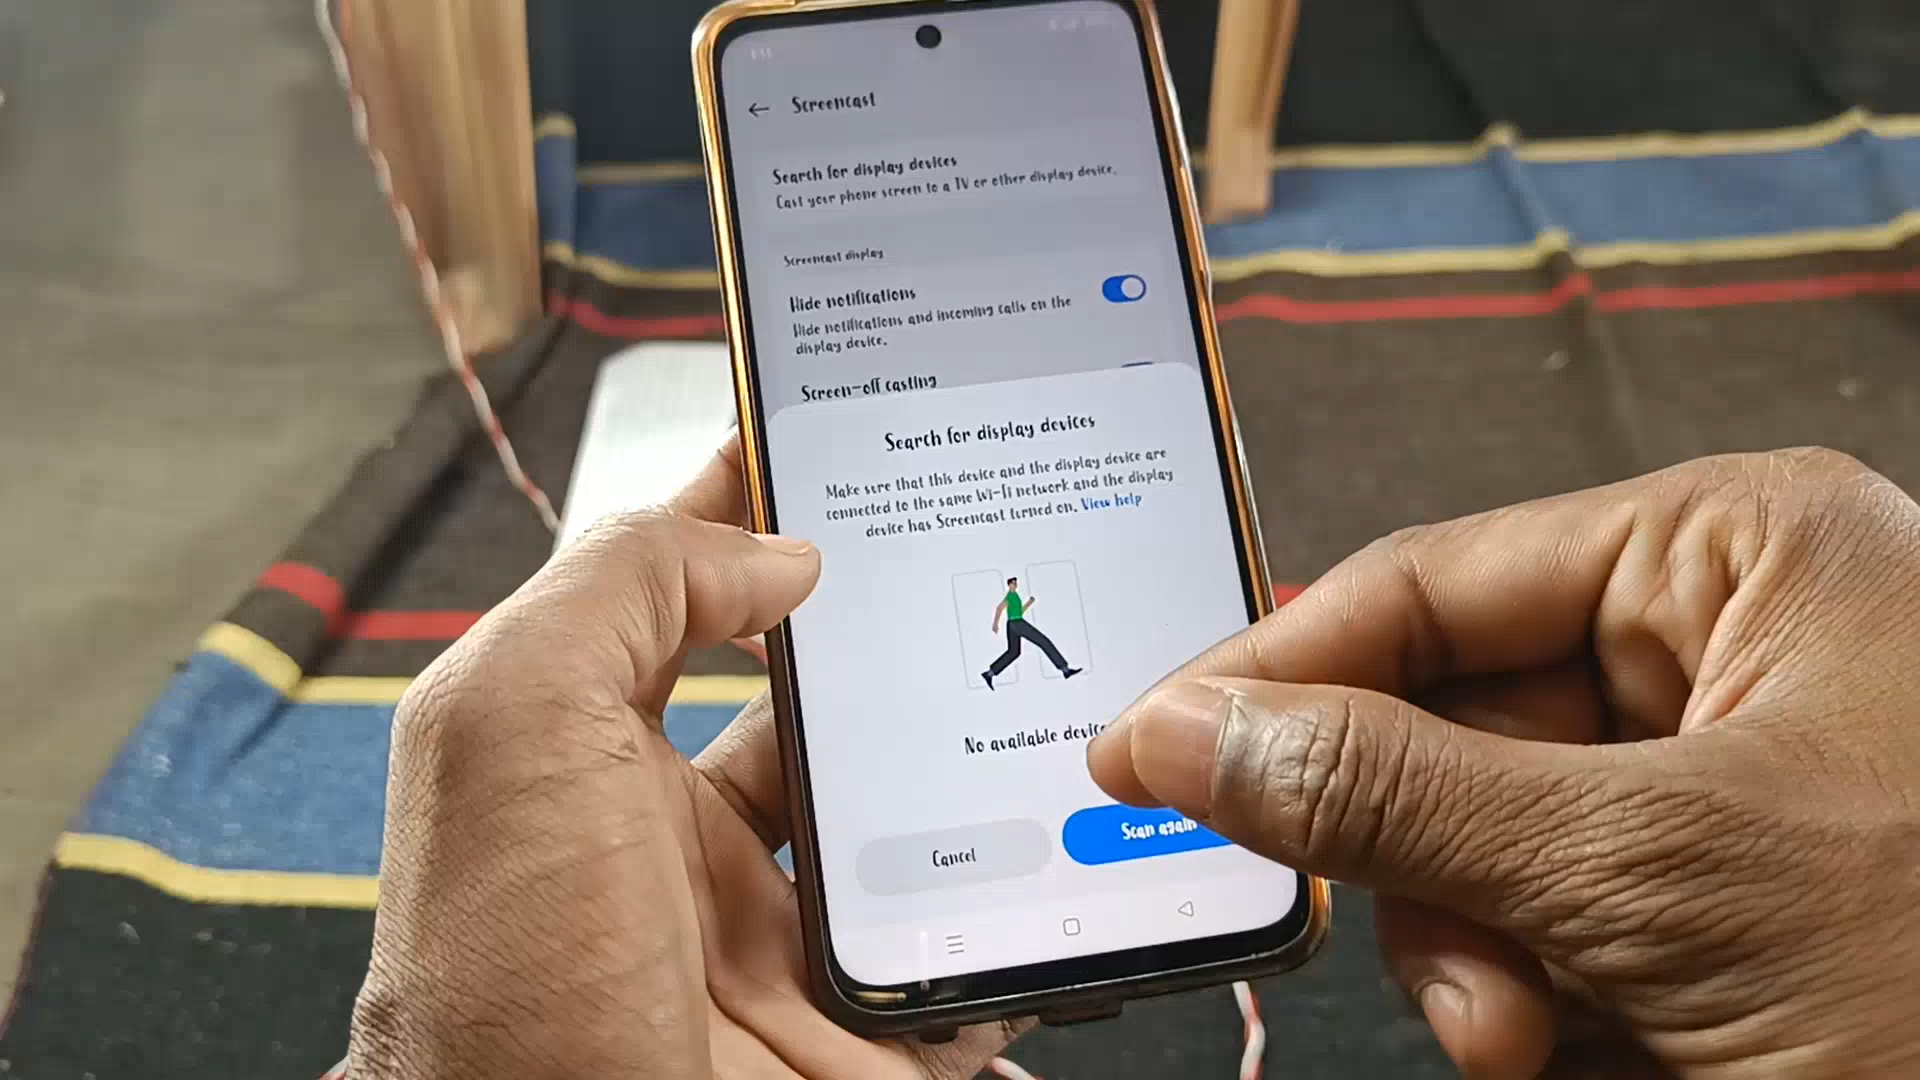 Screencast
Search for display devices
Cast your phone screen to a TV or other display device.
Screencast display
Hide notifications
Hide notifications and incoming calls on the
display device.
Screen-off casting
Search for display devices
Make sure that this device and the display device are
connected to the same Wi-Fi network and the display
device has Screencast turned on. View help
No available device
Cancel
Scan again